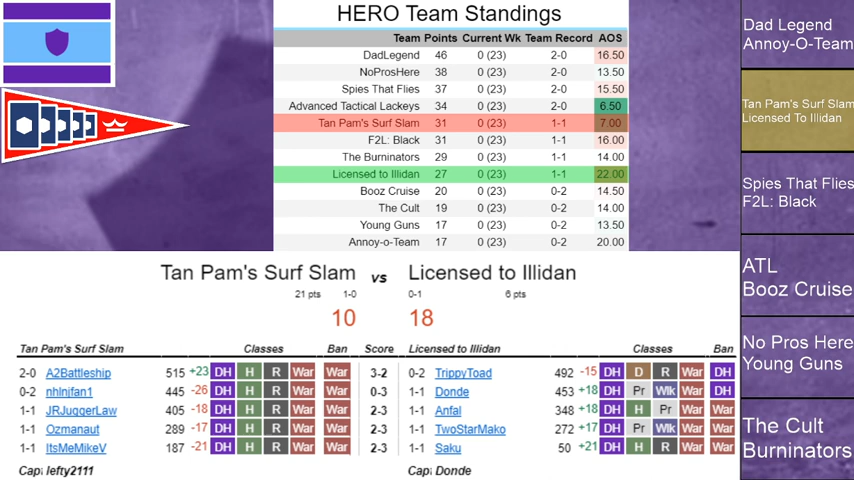 HERO Team Standings
Team Points Current Wk Team Record AOS
DadLegend 46 0 (23) 2-0 16.50
NoProsHere 38 0 (23) 2-0 13.50
Spies That Flies 37 0 (23) 2-0 15.50
Advanced Tactical Lackeys 34 0 (23) 2-0 6.50
Tan Pam's Surf Slam 31 0 (23) 1-1 7.00
F2L: Black 31 0 (23) 1-1 16.00
The Burninators 29 0 (23) 1-1 14.00
Licensed to Illidan 27 0 (23) 1-1 22.00
Booz Cruise 20 0 (23) 0-2 14.50
The Cult 19 0 (23) 0-2 14.00
Young Guns 17 0 (23) 0-2 13.50
Annoy-o-Team 17 0 (23) 0-2 20.00
Tan Pam's Surf Slam vs Licensed to Illidan
21 pts 1-0 0-1 6 pts
10 18
Tan Pam's Surf Slam Classes Ban Score Licensed to Illidan Classes Ban
2-0 A2Battleship 515 +23 DH H R War War 3-2 0-2 TrippyToad 492 -15 DH D R War DH
0-2 nhlnjfan1 445 -26 DH H R War War 0-3 1-1 Donde 453 +18 DH Pr Wlk War DH
1-1 JRJuggerLaw 405 -18 DH H R War War 2-3 1-1 Anfal 348 +18 DH H Pr War War
1-1 Ozmanaut 289 -17 DH H R War War 2-3 1-1 TwoStarMako 272 +17 DH Pr Wlk War War
1-1 ItsMeMikeV 187 -21 DH H R War War 2-3 1-1 Saku 50 +21 DH H R War War
Capt lefty2111 Capt Donde
Dad Legend
Annoy-O-Team
Tan Pam's Surf Slam
Licensed To Illidan
Spies That Flies
F2L: Black
ATL
Booz Cruise
No Pros Here
Young Guns
The Cult
Burninators